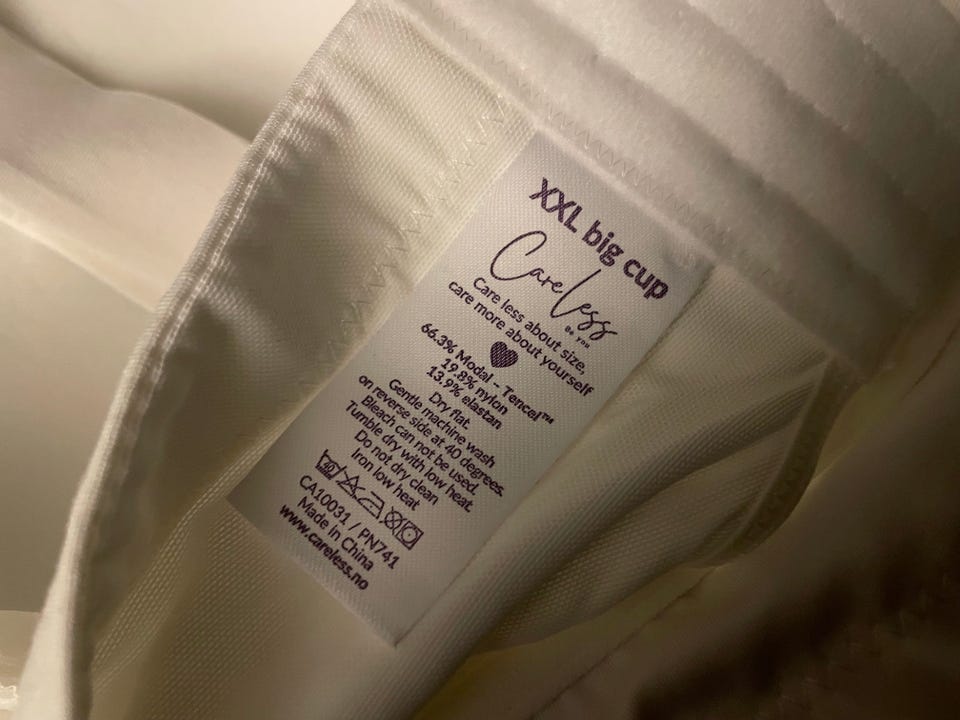 XXL big cup
Care less
Be You
Care less about size,
care more about yourself
66.3% Modal - Tencel™
19.8% nylon
13.9% elastan
Dry flat.
Gentle machine wash
on reverse side at 40 degrees.
Bleach can not be used.
Tumble dry with low heat.
Do not dry clean
Iron low heat
40
CA10031 / PN741
Made in China
www.careless.no